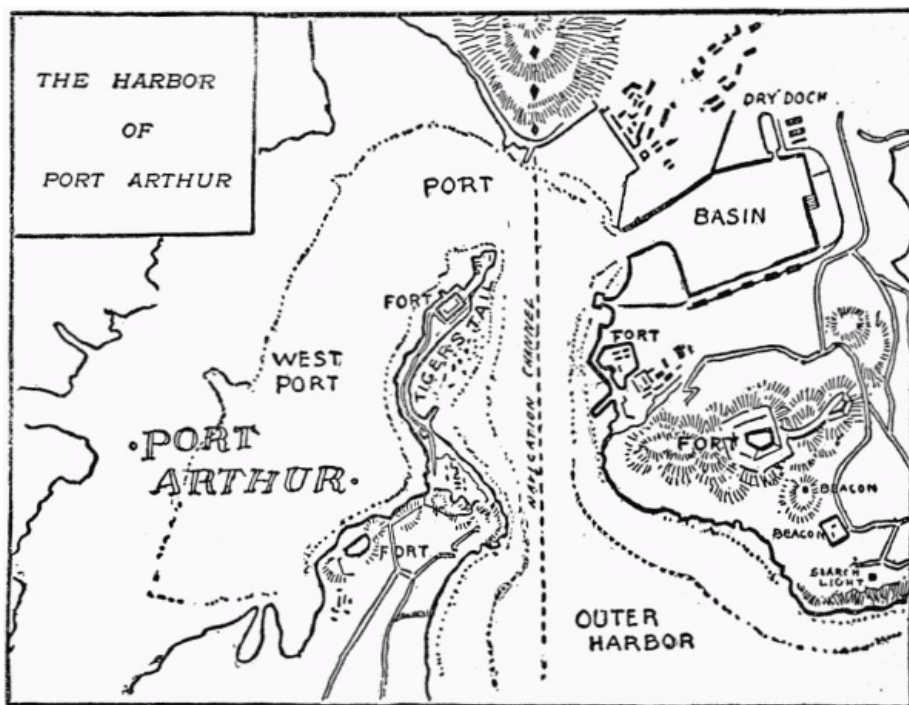 THE HARBOR
OF
PORT ARTHUR
DRY DOCK
PORT
BASIN
FORT
TIGERS TAIL
NAVIGATION CHANNEL
FORT
WEST
PORT
PORT
ARTHUR
FORT
BEACON
BEACON
FORT
SEARCH
LIGHT
OUTER
HARBOR